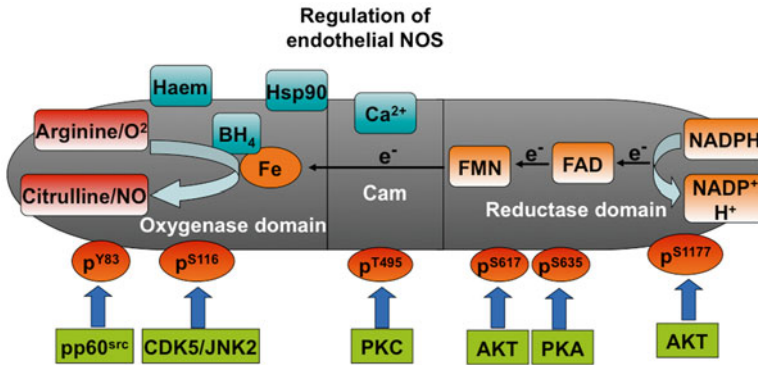 Regulation of
endothelial NOS
Haem
Hsp90
Ca²⁺
Arginine/O²
BH₄
e⁻
e⁻
e⁻
NADPH
Fe
FMN
FAD
Citrulline/NO
Cam
NADP⁺
H⁺
Oxygenase domain
Reductase domain
pY83
pS116
pT495
pS617
pS635
pS1177
pp60src
CDK5/JNK2
PKC
AKT
PKA
AKT